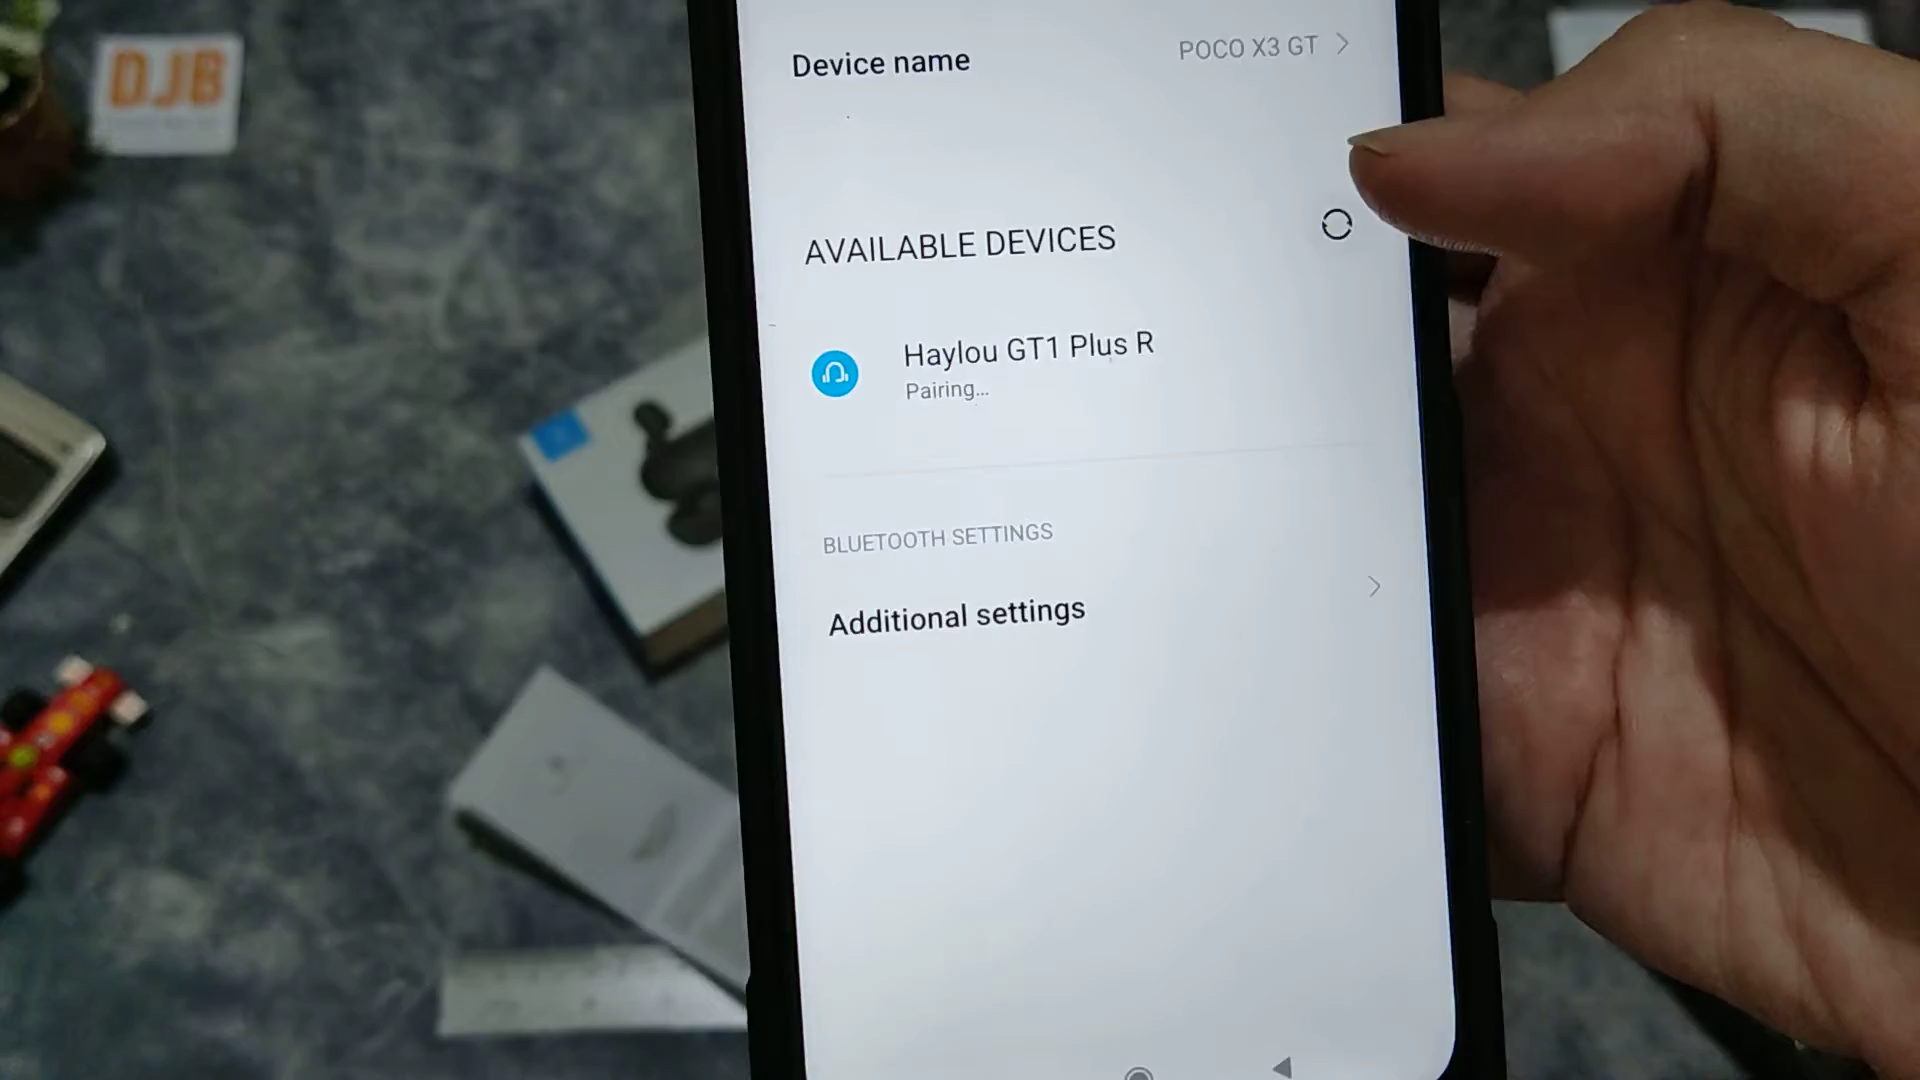 DJB
Device name
POCO X3 GT
AVAILABLE DEVICES
Haylou GT1 Plus R
Pairing...
BLUETOOTH SETTINGS
Additional settings